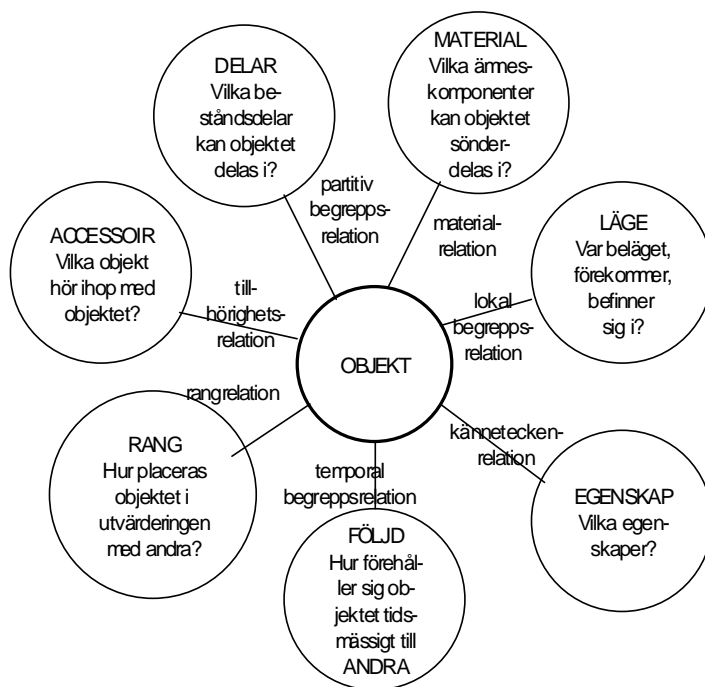 DELAR
Vilka be-
ståndsdelar
kan objektet
delas i?
MATERIAL
Vilka ämnes-
komponenter
kan objektet
sönder-
delas i?
partitiv
begrepps-
relation
material-
relation
ACCESSOIR
Vilka objekt
hör ihop med
objektet?
till-
hörighets-
relation
LÄGE
Var beläget,
förekommer,
befinner
sig i?
lokal
begrepps-
relation
OBJEKT
rangrelation
RANG
Hur placeras
objektet i
utvärderingen
med andra?
känneteckn-
relation
EGENSKAP
Vilka egen-
skaper?
temporal
begreppsrelation
FÖLJD
Hur förehål-
ler sig ob-
jektet tids-
mässigt till
ANDRA